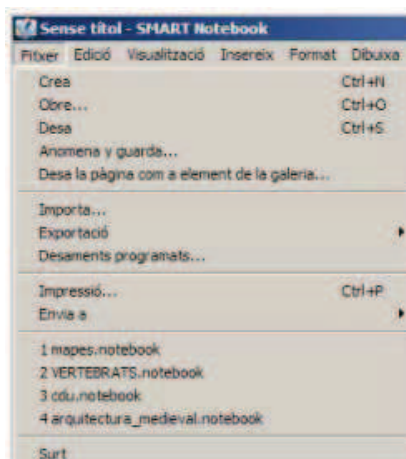 Sense títol - SMART Notebook
Fitxer Edició Visualització Insereix Format Dibuixa
Crea Ctrl+N
Obre... Ctrl+O
Desa Ctrl+S
Anomena y guarda...
Desa la pàgina com a element de la galeria...
Importa...
Exportació
Desaments programats...
Impressió... Ctrl+P
Envia a
1 mapes.notebook
2 VERTEBRATS.notebook
3 cdu.notebook
4 arquitectura_medieval.notebook
Surt